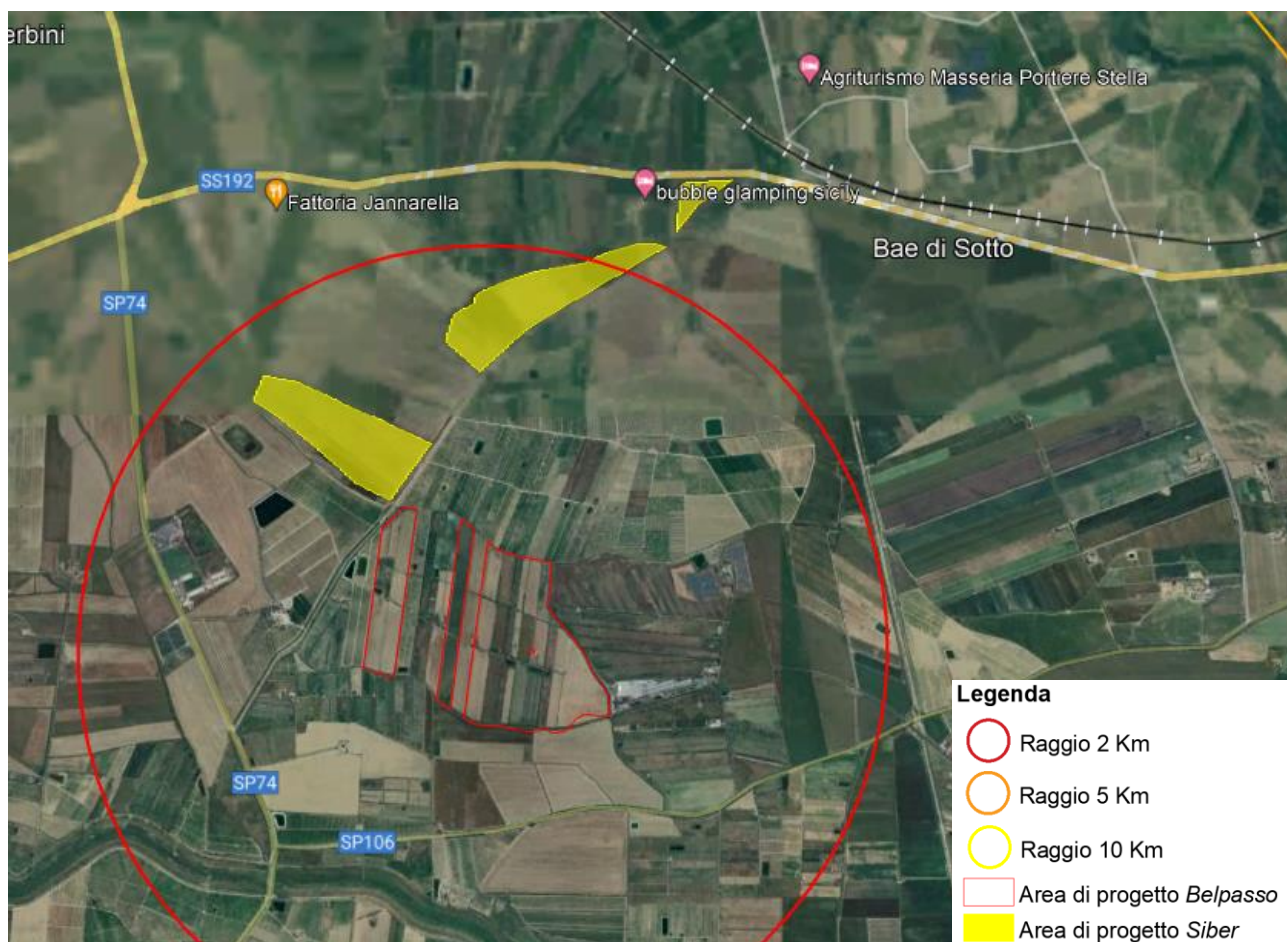 erbini
Agriturismo Masseria Portiere Stella
SS192
Fattoria Jannarella
bubble glamping sicily
Bae di Sotto
SP74
SP74
SP106
Legenda
Raggio 2 Km
Raggio 5 Km
Raggio 10 Km
Area di progetto Belpasso
Area di progetto Siber